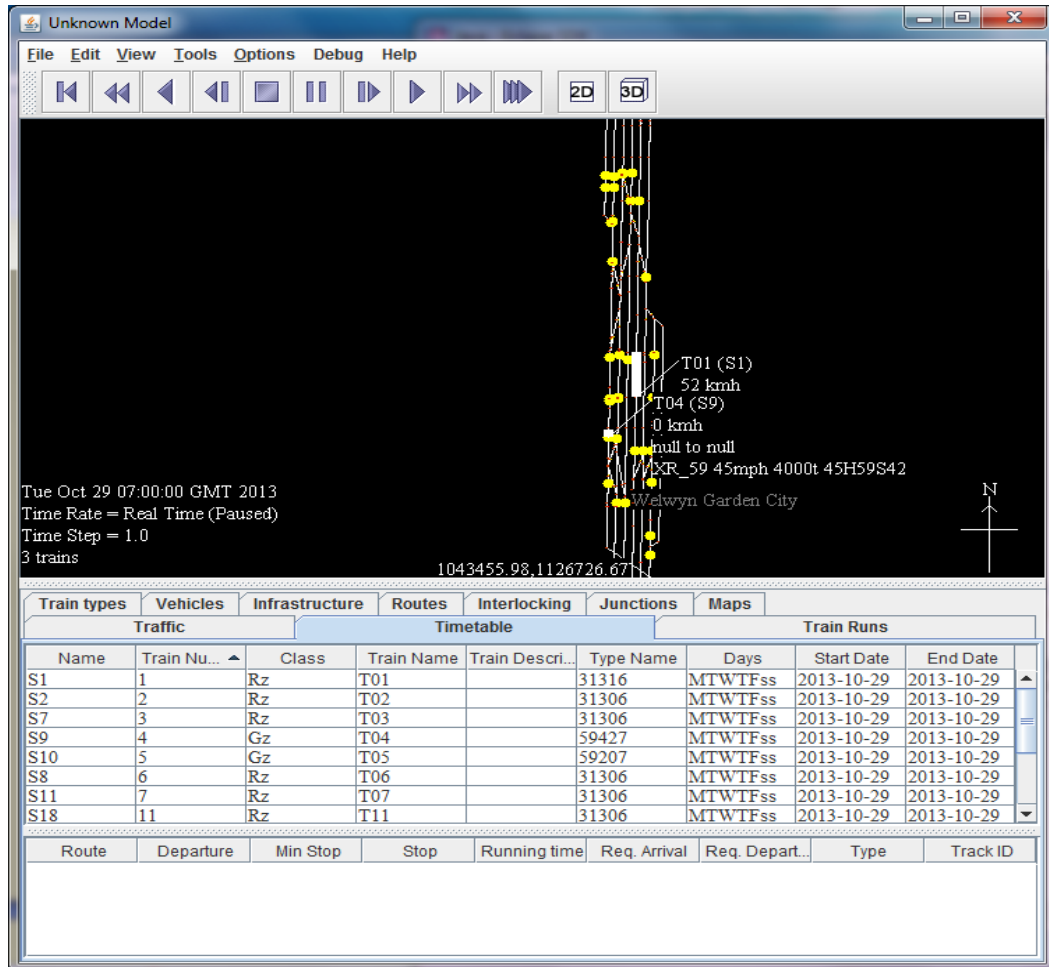 Unknown Model
File Edit View Tools Options Debug Help
2D 3D
T01 (S1)
52 kmh
T04 (S9)
0 kmh
null to null
XR_59 45mph 4000t 45H59S42
Welwyn Garden City
N
Tue Oct 29 07:00:00 GMT 2013
Time Rate = Real Time (Paused)
Time Step = 1.0
3 trains
1043455.98,1126726.67
Train types Vehicles Infrastructure Routes Interlocking Junctions Maps
Traffic Timetable Train Runs
Name Train Nu... Class Train Name Train Descri... Type Name Days Start Date End Date
S1 1 Rz T01 31316 MTWTFss 2013-10-29 2013-10-29
S2 2 Rz T02 31306 MTWTFss 2013-10-29 2013-10-29
S7 3 Rz T03 31306 MTWTFss 2013-10-29 2013-10-29
S9 4 Gz T04 59427 MTWTFss 2013-10-29 2013-10-29
S10 5 Gz T05 59207 MTWTFss 2013-10-29 2013-10-29
S8 6 Rz T06 31306 MTWTFss 2013-10-29 2013-10-29
S11 7 Rz T07 31306 MTWTFss 2013-10-29 2013-10-29
S18 11 Rz T11 31306 MTWTFss 2013-10-29 2013-10-29
Route Departure Min Stop Stop Running time Req. Arrival Req. Depart... Type Track ID